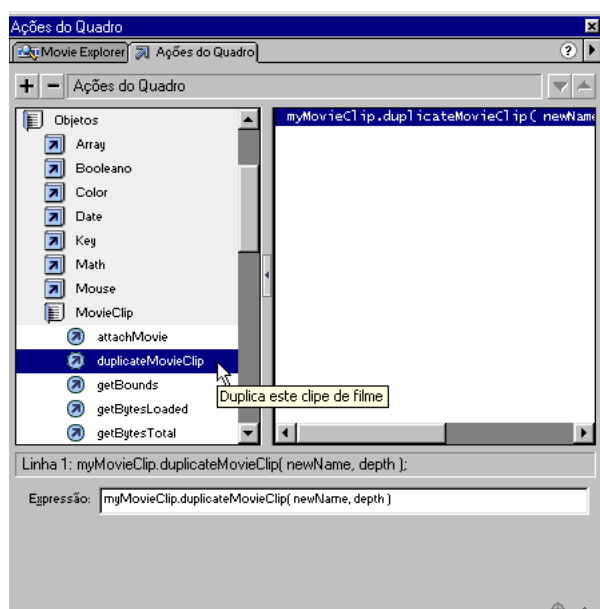 Ações do Quadro
Movie Explorer Ações do Quadro ?
+ − Ações do Quadro
Objetos
myMovieClip.duplicateMovieClip( newName
Array
Booleano
Color
Date
Key
Math
Mouse
MovieClip
attachMovie
duplicateMovieClip
getBounds
Duplica este clipe de filme
getBytesLoaded
getBytesTotal
Linha 1: myMovieClip.duplicateMovieClip( newName, depth );
Expressão: myMovieClip.duplicateMovieClip( newName, depth )